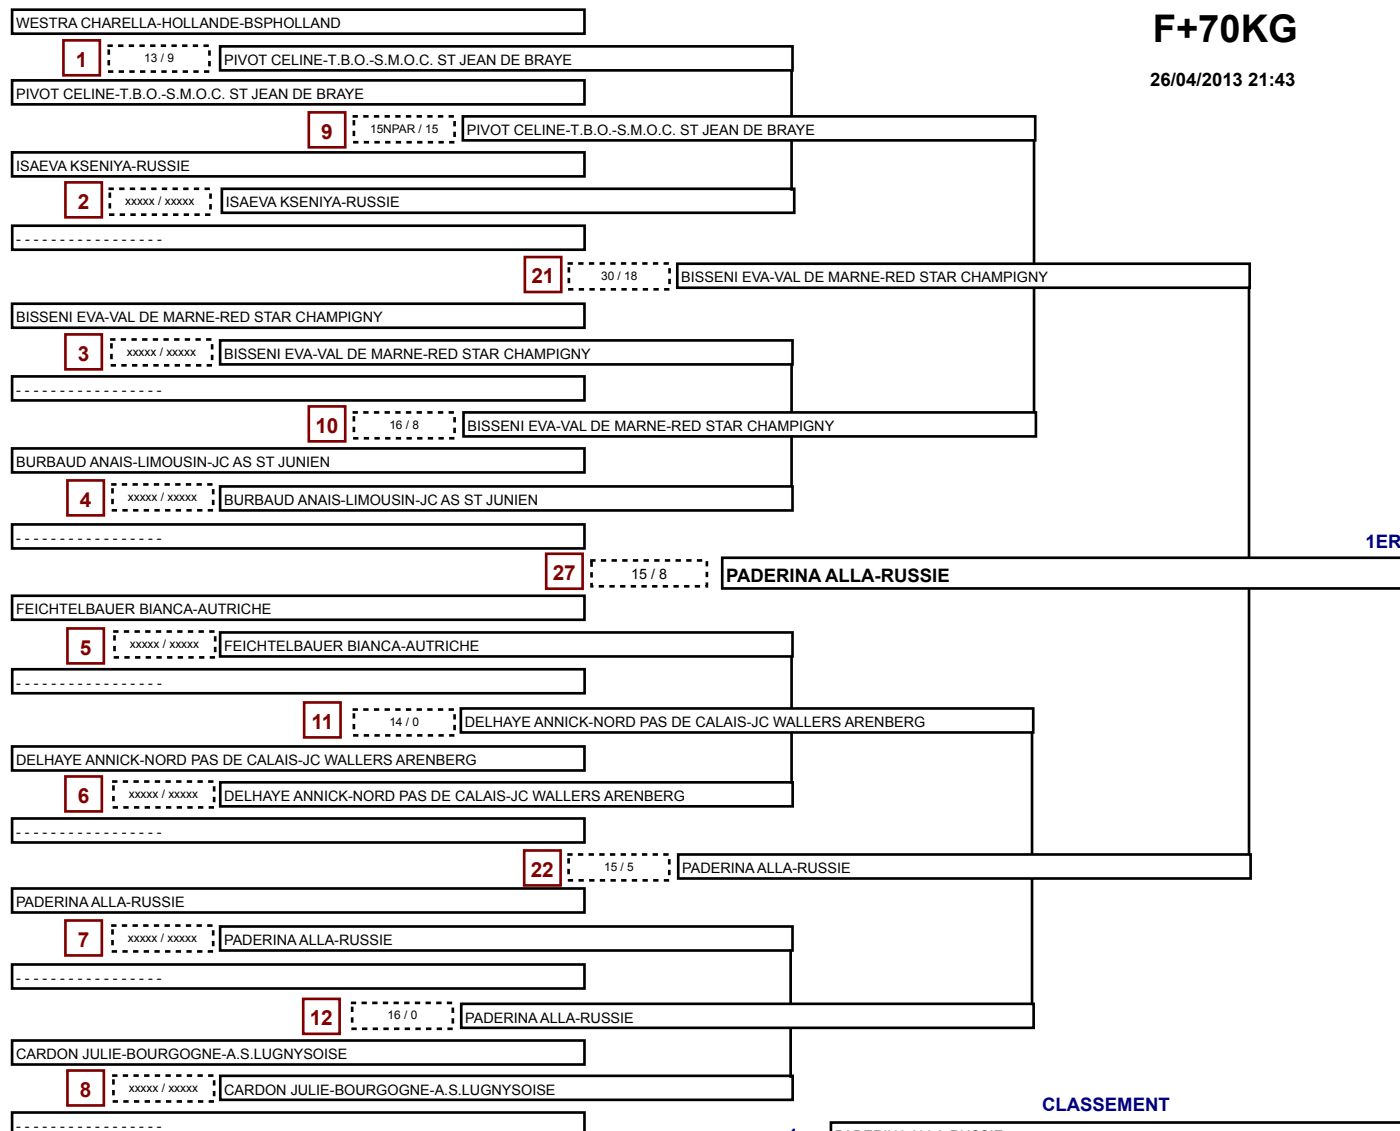 WESTRA CHARELLA-HOLLANDE-BSPHOLLAND
F+70KG
1 13 / 9 PIVOT CELINE-T.B.O.-S.M.O.C. ST JEAN DE BRAYE
26/04/2013 21:43
PIVOT CELINE-T.B.O.-S.M.O.C. ST JEAN DE BRAYE
9 15NPAR / 15 PIVOT CELINE-T.B.O.-S.M.O.C. ST JEAN DE BRAYE
ISAEVA KSENIYA-RUSSIE
2 xxxxx / xxxxx ISAEVA KSENIYA-RUSSIE
- - - - - - - - - - - - - - - - -
21 30 / 18 BISSENI EVA-VAL DE MARNE-RED STAR CHAMPIGNY
BISSENI EVA-VAL DE MARNE-RED STAR CHAMPIGNY
3 xxxxx / xxxxx BISSENI EVA-VAL DE MARNE-RED STAR CHAMPIGNY
- - - - - - - - - - - - - - - - -
10 16 / 8 BISSENI EVA-VAL DE MARNE-RED STAR CHAMPIGNY
BURBAUD ANAIS-LIMOUSIN-JC AS ST JUNIEN
4 xxxxx / xxxxx BURBAUD ANAIS-LIMOUSIN-JC AS ST JUNIEN
- - - - - - - - - - - - - - - - -
1ER
27 15 / 8 PADERINA ALLA-RUSSIE
FEICHTELBAUER BIANCA-AUTRICHE
5 xxxxx / xxxxx FEICHTELBAUER BIANCA-AUTRICHE
- - - - - - - - - - - - - - - - -
11 14 / 0 DELHAYE ANNICK-NORD PAS DE CALAIS-JC WALLERS ARENBERG
DELHAYE ANNICK-NORD PAS DE CALAIS-JC WALLERS ARENBERG
6 xxxxx / xxxxx DELHAYE ANNICK-NORD PAS DE CALAIS-JC WALLERS ARENBERG
- - - - - - - - - - - - - - - - -
22 15 / 5 PADERINA ALLA-RUSSIE
PADERINA ALLA-RUSSIE
7 xxxxx / xxxxx PADERINA ALLA-RUSSIE
- - - - - - - - - - - - - - - - -
12 16 / 0 PADERINA ALLA-RUSSIE
CARDON JULIE-BOURGOGNE-A.S.LUGNYSOISE
8 xxxxx / xxxxx CARDON JULIE-BOURGOGNE-A.S.LUGNYSOISE
CLASSEMENT
- - - - - - - - - - - - - - - - -